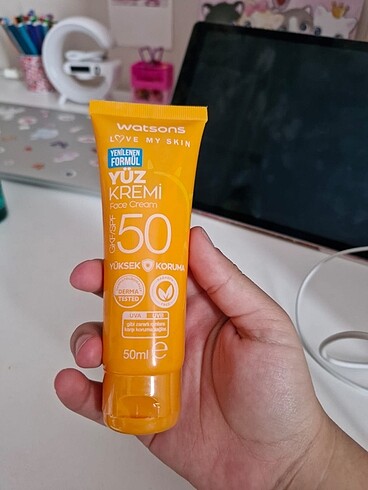 watsons
LOVE MY SKIN
YENİLENEN
FORMÜL
YÜZ
KREMİ
Face Cream
GKF/SPF
50
YÜKSEK KORUMA
DERMA
TESTED
UVA UVB
50ml e